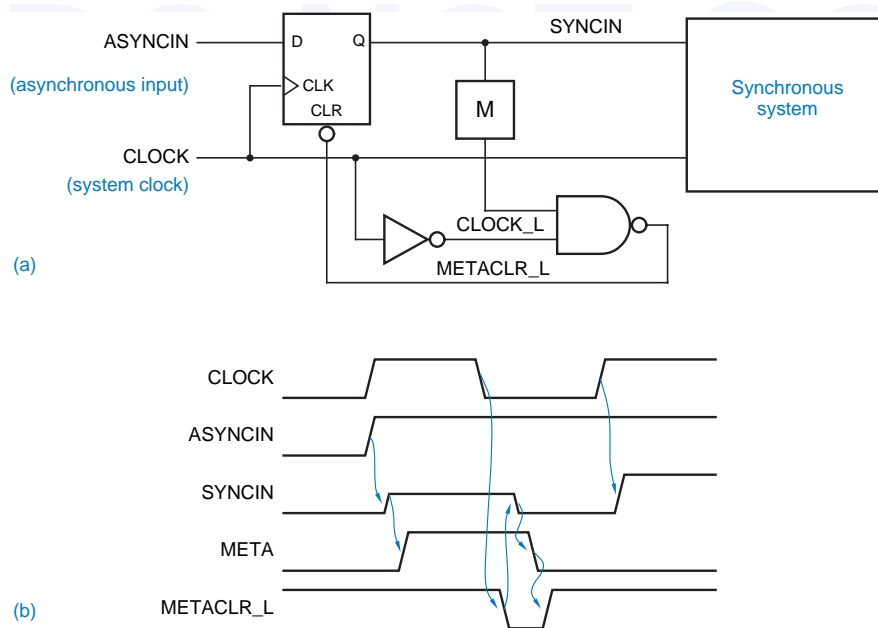 ASYNCIN
(asynchronous input)
D
Q
CLK
CLR
SYNCIN
M
Synchronous
system
CLOCK
(system clock)
CLOCK_L
METACLR_L
(a)
CLOCK
ASYNCIN
SYNCIN
META
METACLR_L
(b)